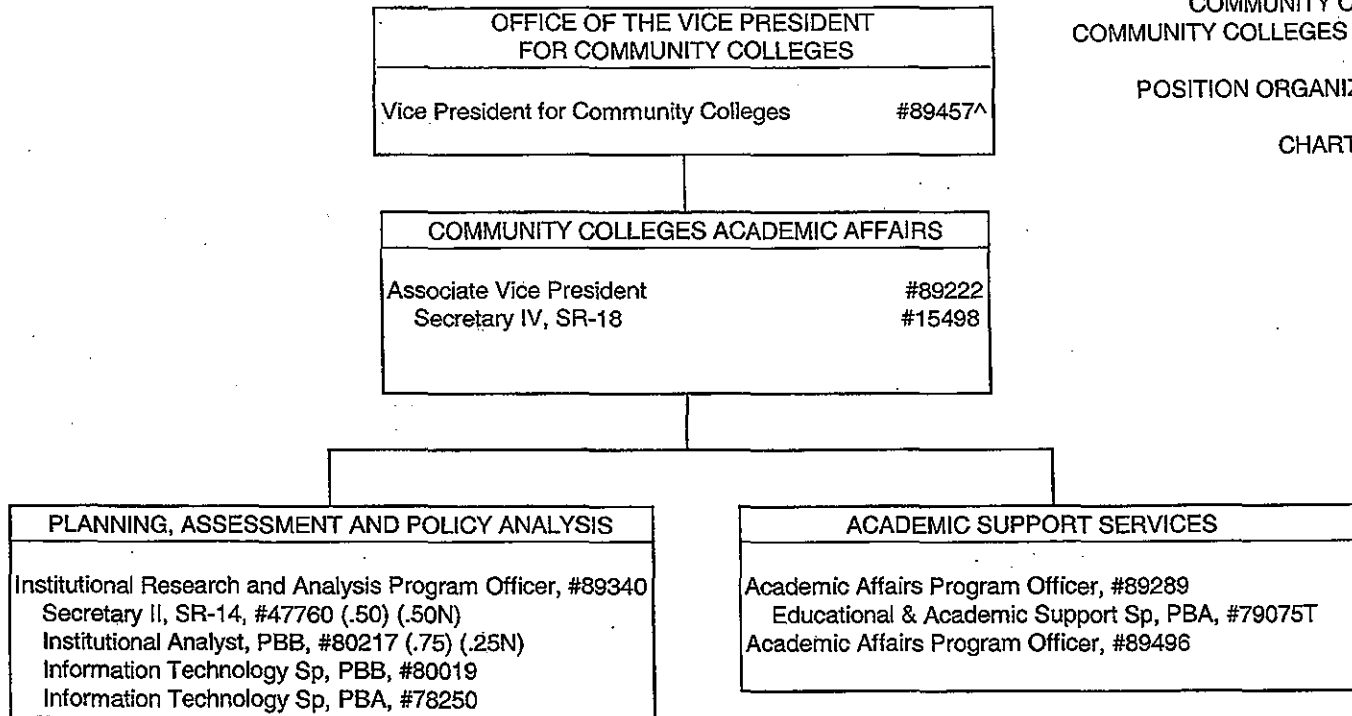 OFFICE OF THE VICE PRESIDENT
FOR COMMUNITY COLLEGES
Vice President for Community Colleges #89457^
COMMUNITY
COMMUNITY COLLEGES
POSITION
CHART
COMMUNITY COLLEGES ACADEMIC AFFAIRS
Associate Vice President #89222
Secretary IV, SR-18 #15498
PLANNING, ASSESSMENT AND POLICY ANALYSIS
Institutional Research and Analysis Program Officer, #89340
Secretary II, SR-14, #47760 (.50) (.50N)
Institutional Analyst, PBB, #80217 (.75) (.25N)
Information Technology Sp, PBB, #80019
Information Technology Sp, PBA, #78250
ACADEMIC SUPPORT SERVICES
Academic Affairs Program Officer, #89289
Educational & Academic Support Sp, PBA, #79075T
Academic Affairs Program Officer, #89496